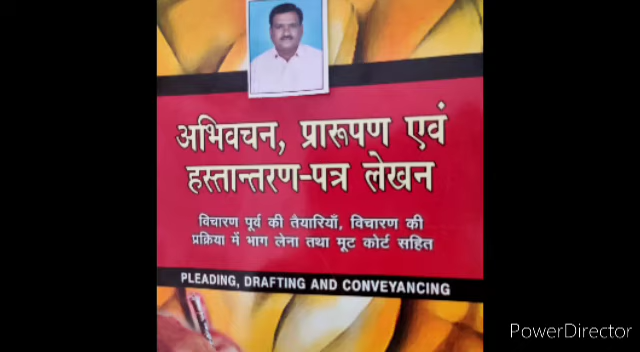 अभिवचन, प्रारूपण एवं
हस्तान्तरण-पत्र लेखन
विचारण पूर्व की तैयारियाँ, विचारण की
प्रक्रिया में भाग लेना तथा मूट कोर्ट सहित
PLEADING, DRAFTING AND CONVEYANCING
PowerDirector